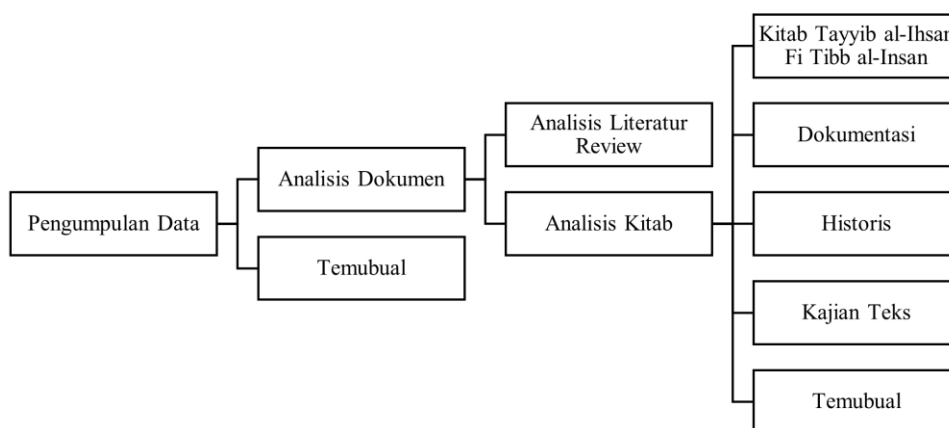 Pengumpulan Data
Analisis Dokumen
Temubual
Analisis Literatur
Review
Analisis Kitab
Kitab Tayyib al-Ihsan
Fi Tibb al-Insan
Dokumentasi
Historis
Kajian Teks
Temubual